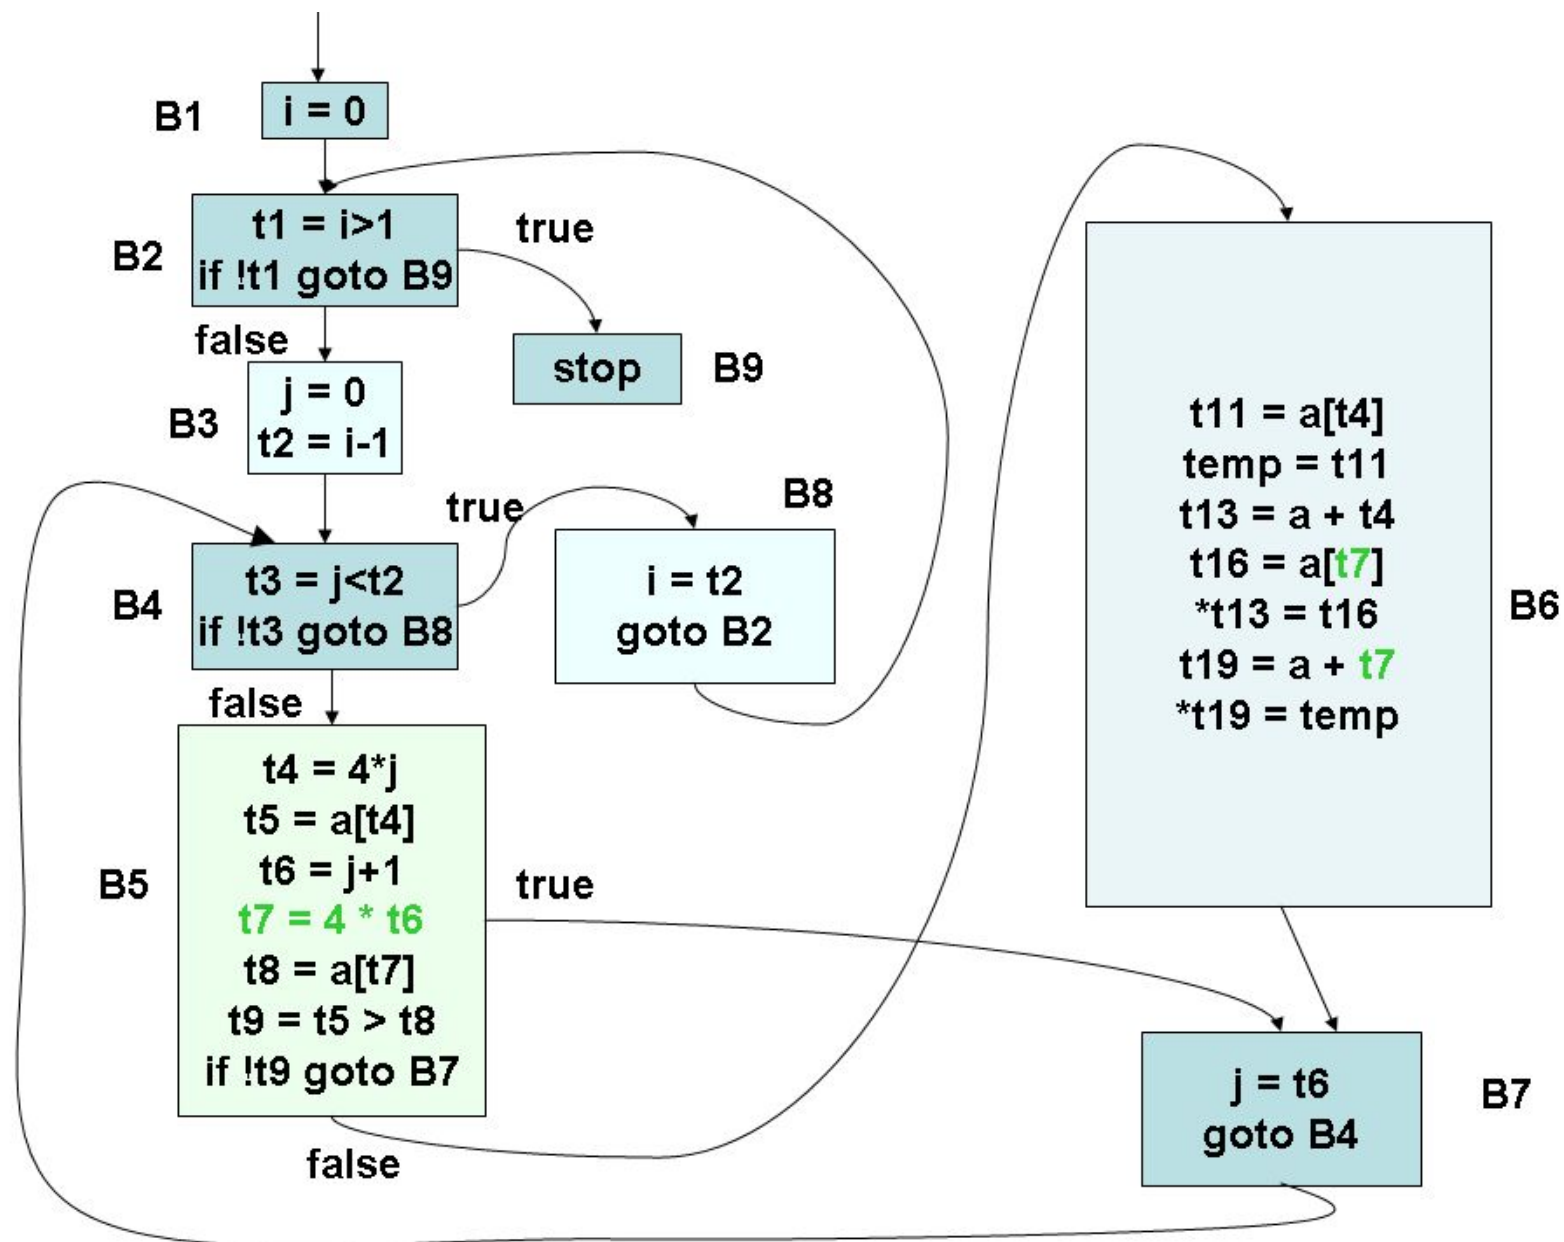 B1
i = 0
B2
t1 = i>1
if !t1 goto B9
true
false
stop
B9
B3
j = 0
t2 = i-1
true
B8
i = t2
goto B2
B4
t3 = j<t2
if !t3 goto B8
false
B5
t4 = 4*j
t5 = a[t4]
t6 = j+1
t7 = 4 * t6
t8 = a[t7]
t9 = t5 > t8
if !t9 goto B7
true
false
t11 = a[t4]
temp = t11
t13 = a + t4
t16 = a[t7]
*t13 = t16
t19 = a + t7
*t19 = temp
B6
j = t6
goto B4
B7